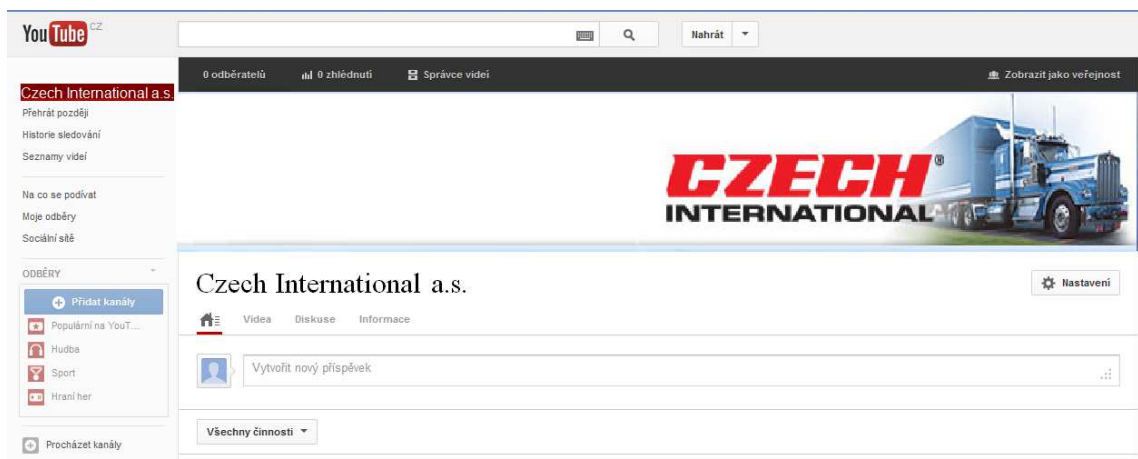 YouTube CZ
Nahrát
Czech International a.s.
Přehrát později
Historie sledování
Seznamy videí
Na co se podívat
Moje odběry
Sociální sítě
ODBĚRY
Přidat kanály
Populární na YouT...
Hudba
Sport
Hraní her
Procházet kanály
0 odběratelů
0 zhlédnutí
Správce videí
Zobrazit jako veřejnost
CZECH®
INTERNATIONAL
Czech International a.s.
Nastavení
Videa
Diskuse
Informace
Vytvořit nový příspěvek
Všechny činnosti